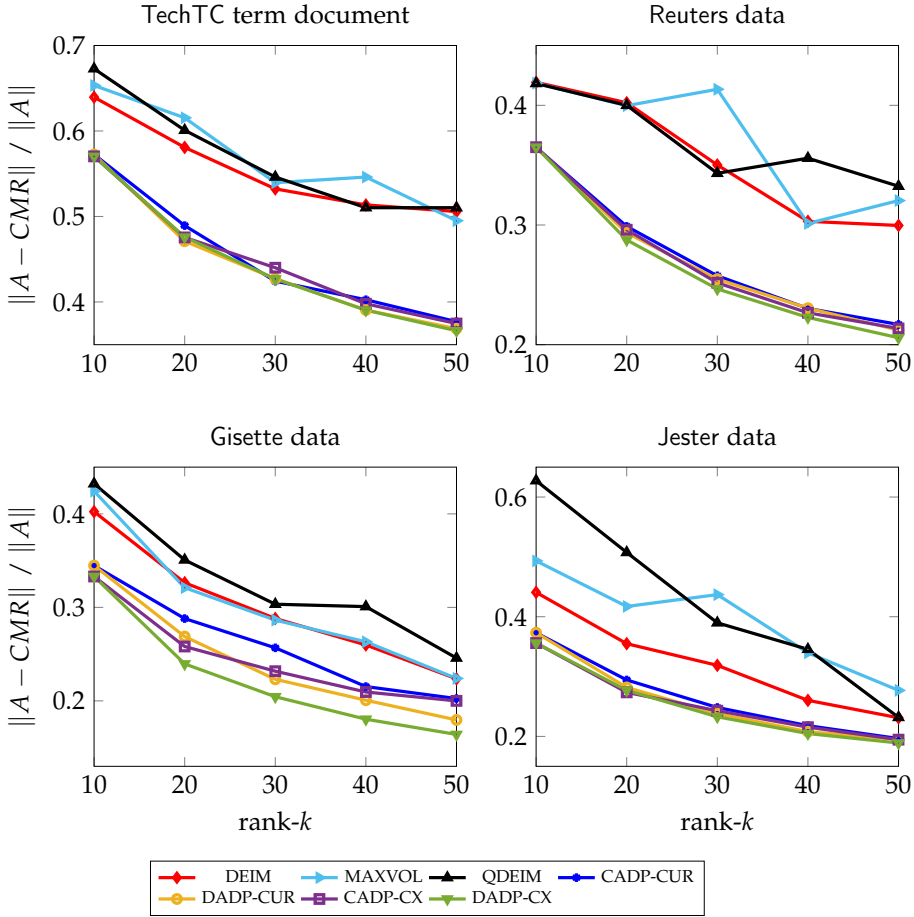 TechTC term document
Reuters data
0.7
0.6
0.5
0.4
∥A − CMR∥ / ∥A∥
10 20 30 40 50
0.4
0.3
0.2
10 20 30 40 50
Gisette data
Jester data
0.4
0.3
0.2
∥A − CMR∥ / ∥A∥
10 20 30 40 50
rank-k
0.6
0.4
0.2
10 20 30 40 50
rank-k
DEIM MAXVOL QDEIM CADP-CUR
DADP-CUR CADP-CX DADP-CX